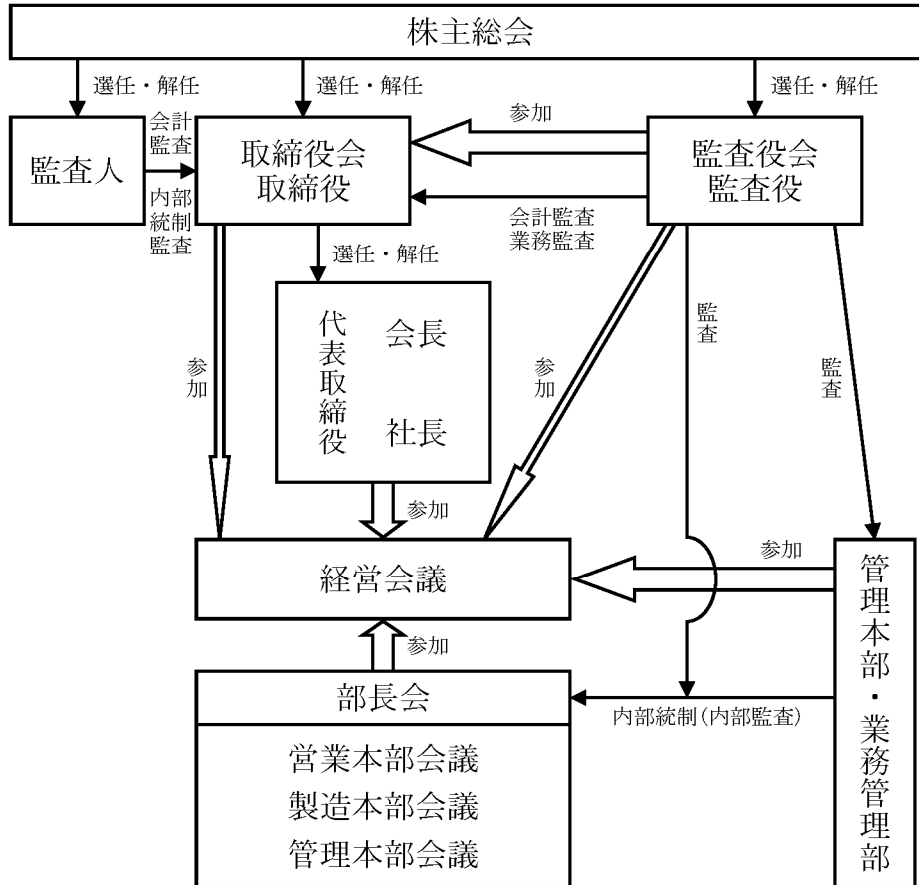 株主総会
選任・解任
選任・解任
選任・解任
監査人
会計
監査
内部
統制
監査
取締役会
取締役
参加
会計監査
業務監査
監査役会
監査役
選任・解任
代表取締役
会長
社長
参加
参加
監査
監査
参加
経営会議
参加
参加
部長会
内部統制(内部監査)
営業本部会議
製造本部会議
管理本部会議
管理本部・業務管理部